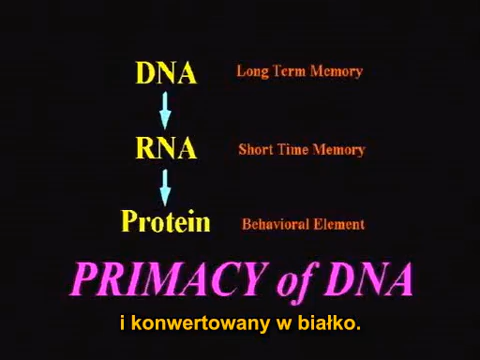 DNA Long Term Memory
RNA Short Time Memory
Protein Behavioral Element
PRIMACY of DNA
i konwertowany w białko.